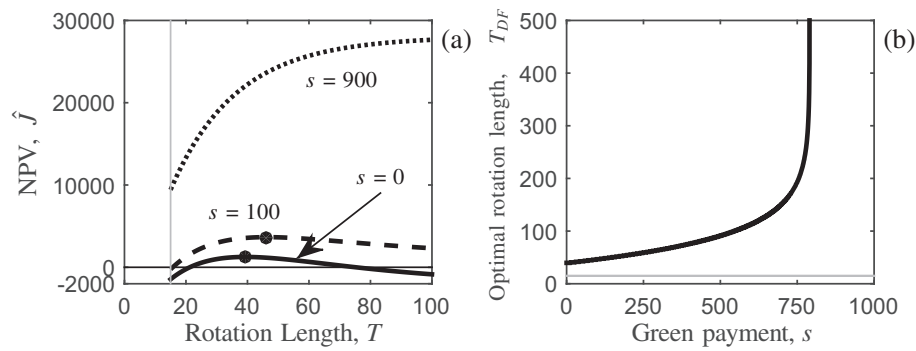 30000
20000
10000
0
-2000
NPV, Ĵ
s = 900
s = 100
s = 0
(a)
0
20
40
60
80
100
Rotation Length, T
500
400
300
200
100
0
Optimal rotation length, T_DF
(b)
0
250
500
750
1000
Green payment, s